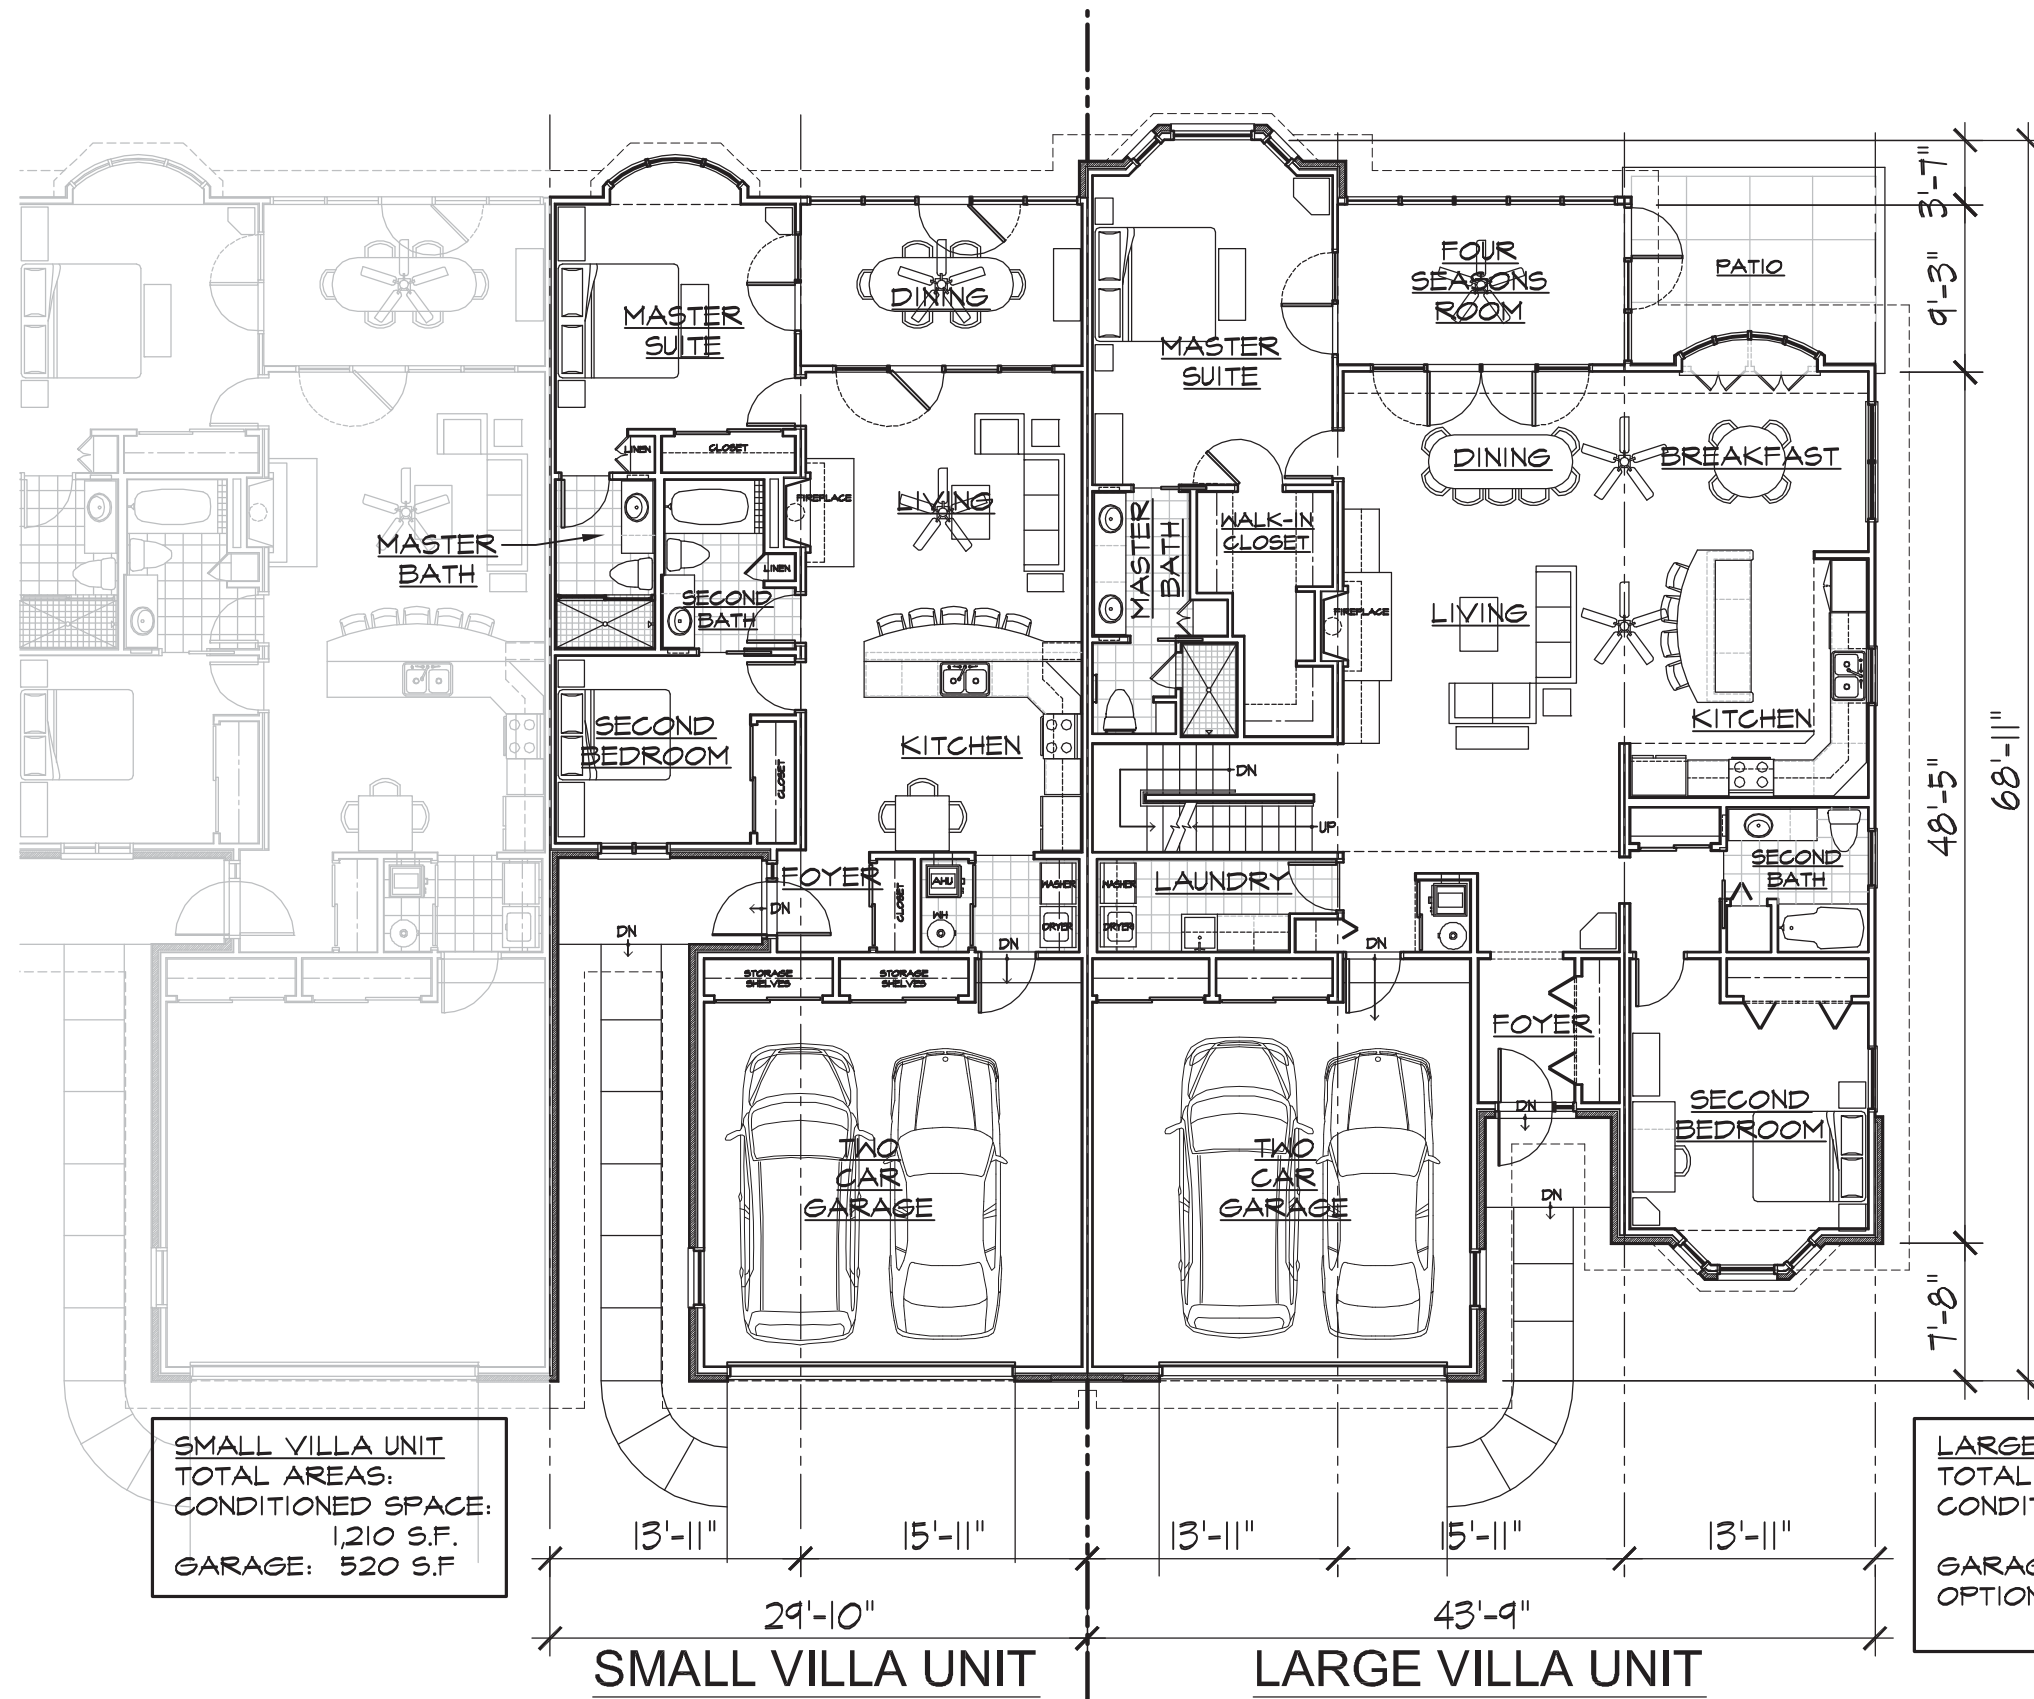 3'-7"
FOUR
SEASONS
ROOM
PATIO
9'-3"
DINING
MASTER
SUITE
MASTER
SUITE
LINEN
CLOSET
DINING
BREAKFAST
FIREPLACE
LIVING
MASTER
BATH
MASTER
BATH
WALK-IN
CLOSET
LINEN
SECOND
BATH
FIREPLACE
LIVING
SECOND
BEDROOM
CLOSET
KITCHEN
KITCHEN
DN
UP
68'-11"
48'-5"
FOYER
DN
DN
CLOSET
AHU
WH
WASHER
DRYER
DN
WASHER
DRYER
LAUNDRY
DN
SECOND
BATH
STORAGE
SHELVES
STORAGE
SHELVES
FOYER
DN
DN
SECOND
BEDROOM
TWO
CAR
GARAGE
TWO
CAR
GARAGE
7'-8"
SMALL VILLA UNIT
TOTAL AREAS:
CONDITIONED SPACE:
1,210 S.F.
GARAGE: 520 S.F
LARGE
TOTAL
CONDIT
GARAG
OPTION
13'-11"
15'-11"
13'-11"
15'-11"
13'-11"
29'-10"
43'-9"
SMALL VILLA UNIT
LARGE VILLA UNIT